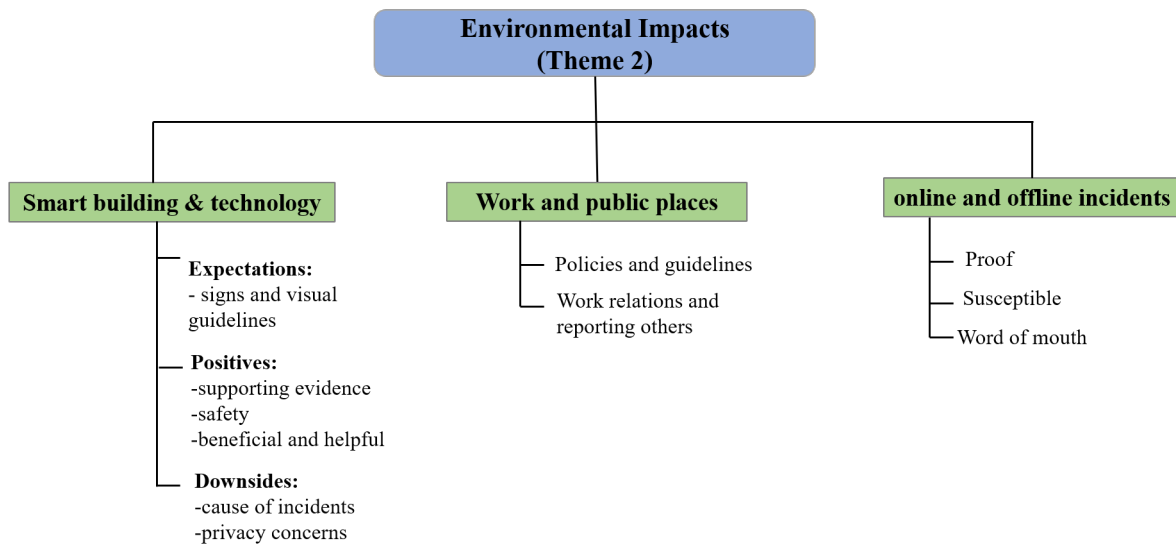 Environmental Impacts
(Theme 2)
Smart building & technology
Expectations:
- signs and visual
guidelines
Positives:
-supporting evidence
-safety
-beneficial and helpful
Downsides:
-cause of incidents
-privacy concerns
Work and public places
Policies and guidelines
Work relations and
reporting others
online and offline incidents
Proof
Susceptible
Word of mouth